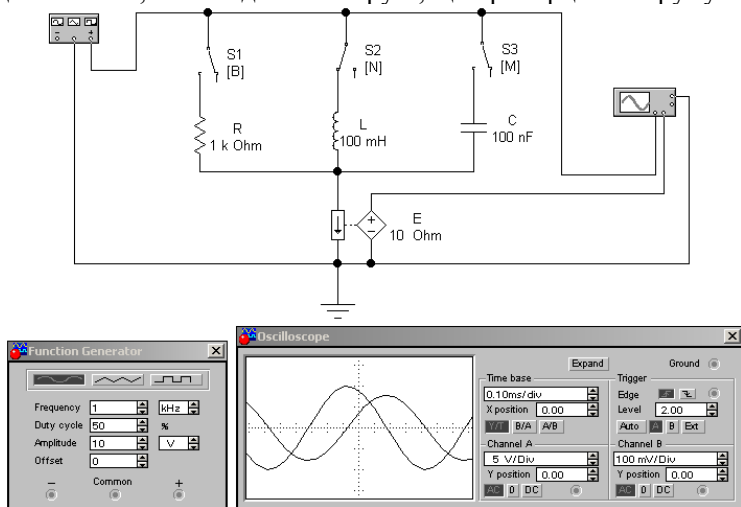 S1
[B]
S2
[N]
S3
[M]
R
1 k Ohm
L
100 mH
C
100 nF
E
10 Ohm
Function Generator
Frequency 1 kHz
Duty cycle 50 %
Amplitude 10 V
Offset 0
− Common +
Oscilloscope
Expand
Ground
Time base
0.10ms/div
X position 0.00
Y/T B/A A/B
Trigger
Edge
Level 2.00
Auto A B Ext
Channel A
5 V/Div
Y position 0.00
AC 0 DC
Channel B
100 mV/Div
Y position 0.00
AC 0 DC